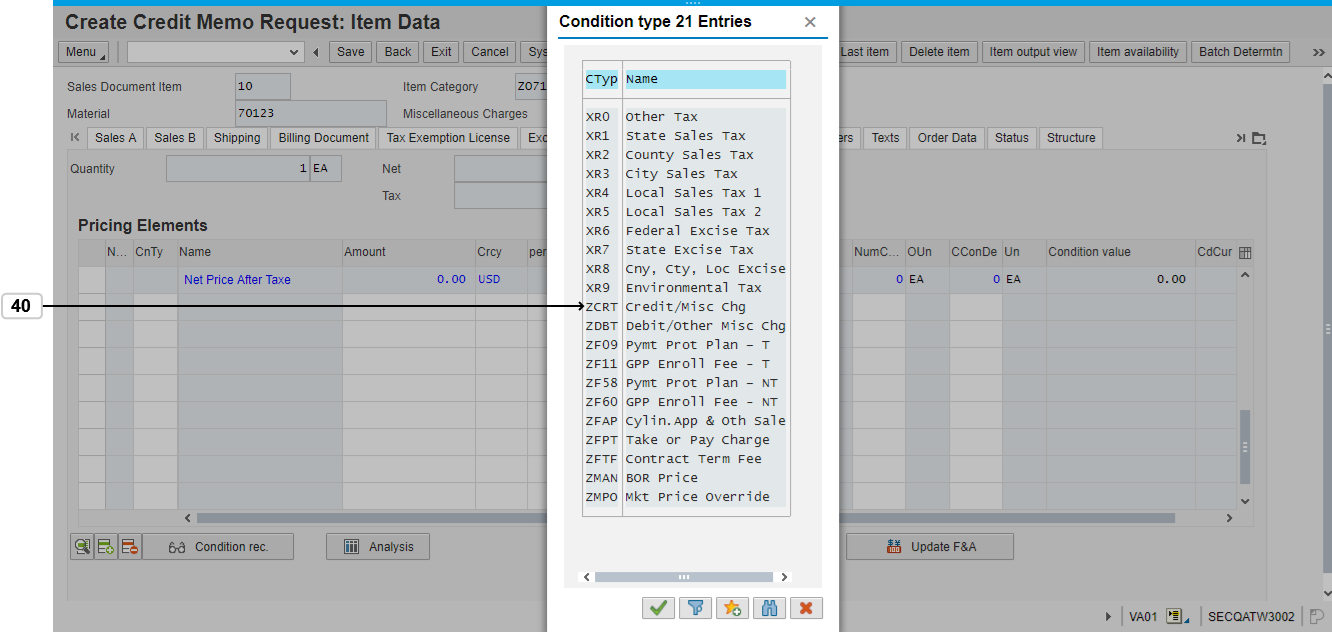 Create Credit Memo Request: Item Data
Condition type 21 Entries
Menu Save Back Exit Cancel Sys
Last item Delete item Item output view Item availability Batch Determtn
Sales Document Item 10 Item Category ZO71
Material 70123 Miscellaneous Charges
Sales A Sales B Shipping Billing Document Tax Exemption License Exc
ers Texts Order Data Status Structure
Quantity 1 EA Net
Tax
Pricing Elements
N... CnTy Name Amount Crcy per
NumC... OUn CConDe Un Condition value CdCur
Net Price After Taxe 0.00 USD
0 EA 0 EA 0.00
40
CTyp Name
XR0 Other Tax
XR1 State Sales Tax
XR2 County Sales Tax
XR3 City Sales Tax
XR4 Local Sales Tax 1
XR5 Local Sales Tax 2
XR6 Federal Excise Tax
XR7 State Excise Tax
XR8 Cny, Cty, Loc Excise
XR9 Environmental Tax
ZCRT Credit/Misc Chg
ZDBT Debit/Other Misc Chg
ZF09 Pymt Prot Plan - T
ZF11 GPP Enroll Fee - T
ZF58 Pymt Prot Plan - NT
ZF60 GPP Enroll Fee - NT
ZFAP Cylin.App & Oth Sale
ZFPT Take or Pay Charge
ZFTF Contract Term Fee
ZMAN BOR Price
ZMPO Mkt Price Override
Condition rec. Analysis
Update F&A
VA01 SECQATW3002